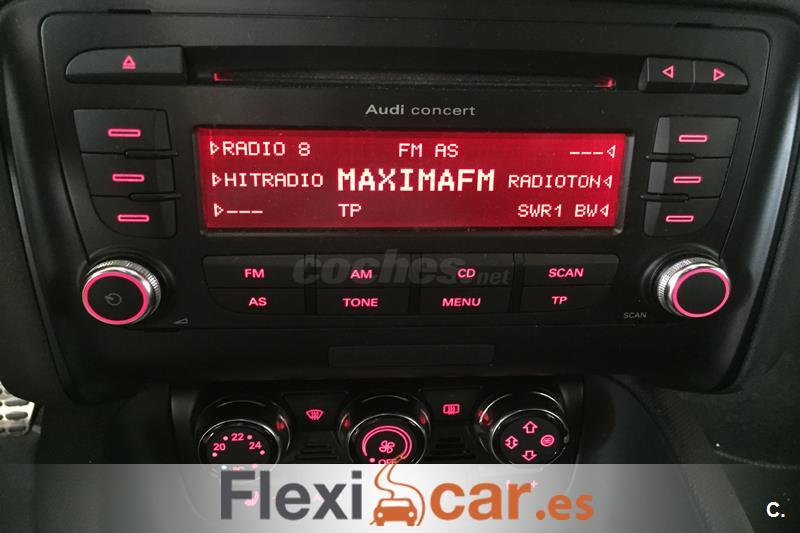 Audi concert
RADIO 8 FM AS ---
HITRADIO MAXIMAFM RADIOTON
--- TP SWR1 BW
FM AM CD SCAN
coches.net
AS TONE MENU TP
SCAN
20 22 24
OFF
Flexicar.es
C.